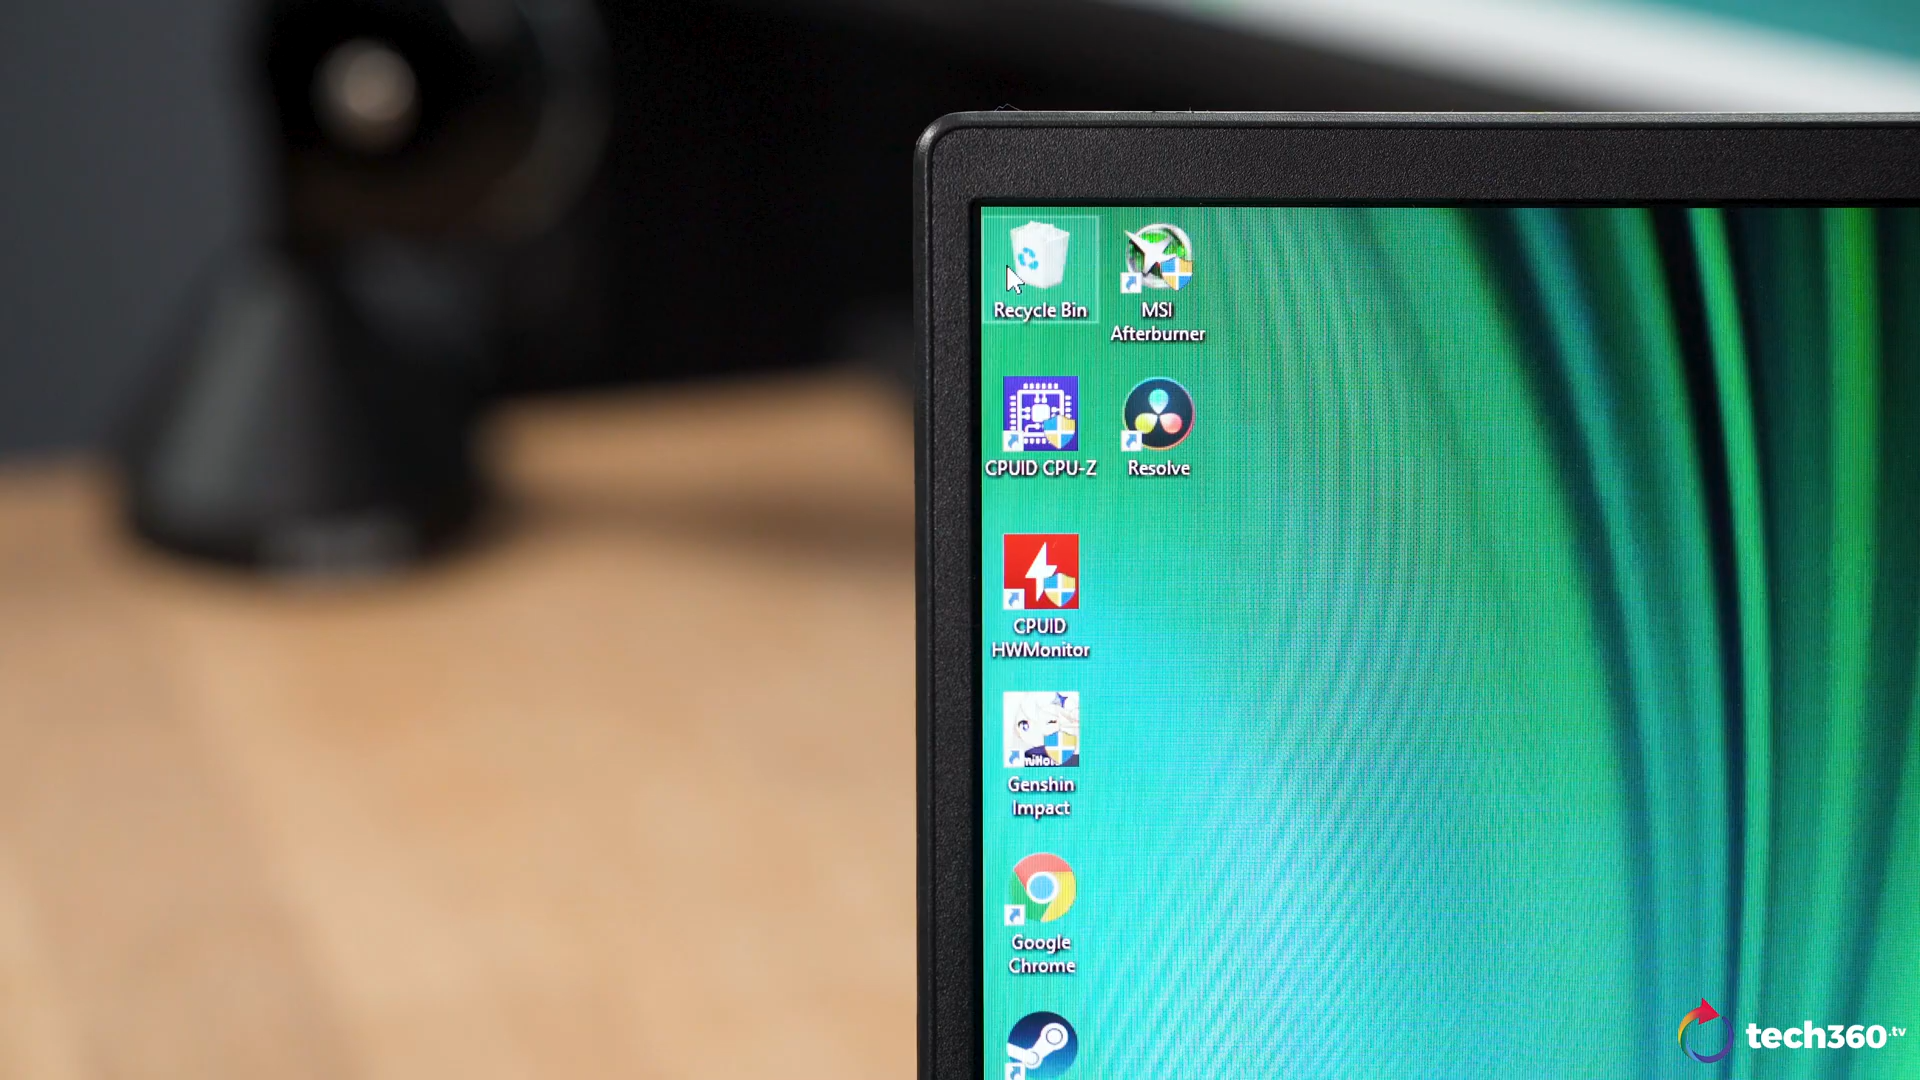 Recycle Bin
MSI
Afterburner
CPUID CPU-Z
Resolve
CPUID
HWMonitor
Genshin
Impact
Google
Chrome
tech360.tv